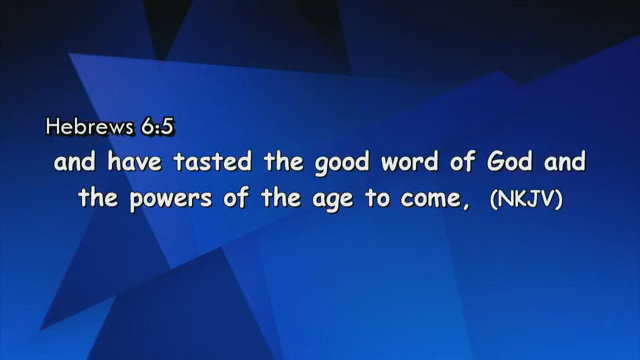 Hebrews 6:5
and have tasted the good word of God and
the powers of the age to come, (NKJV)